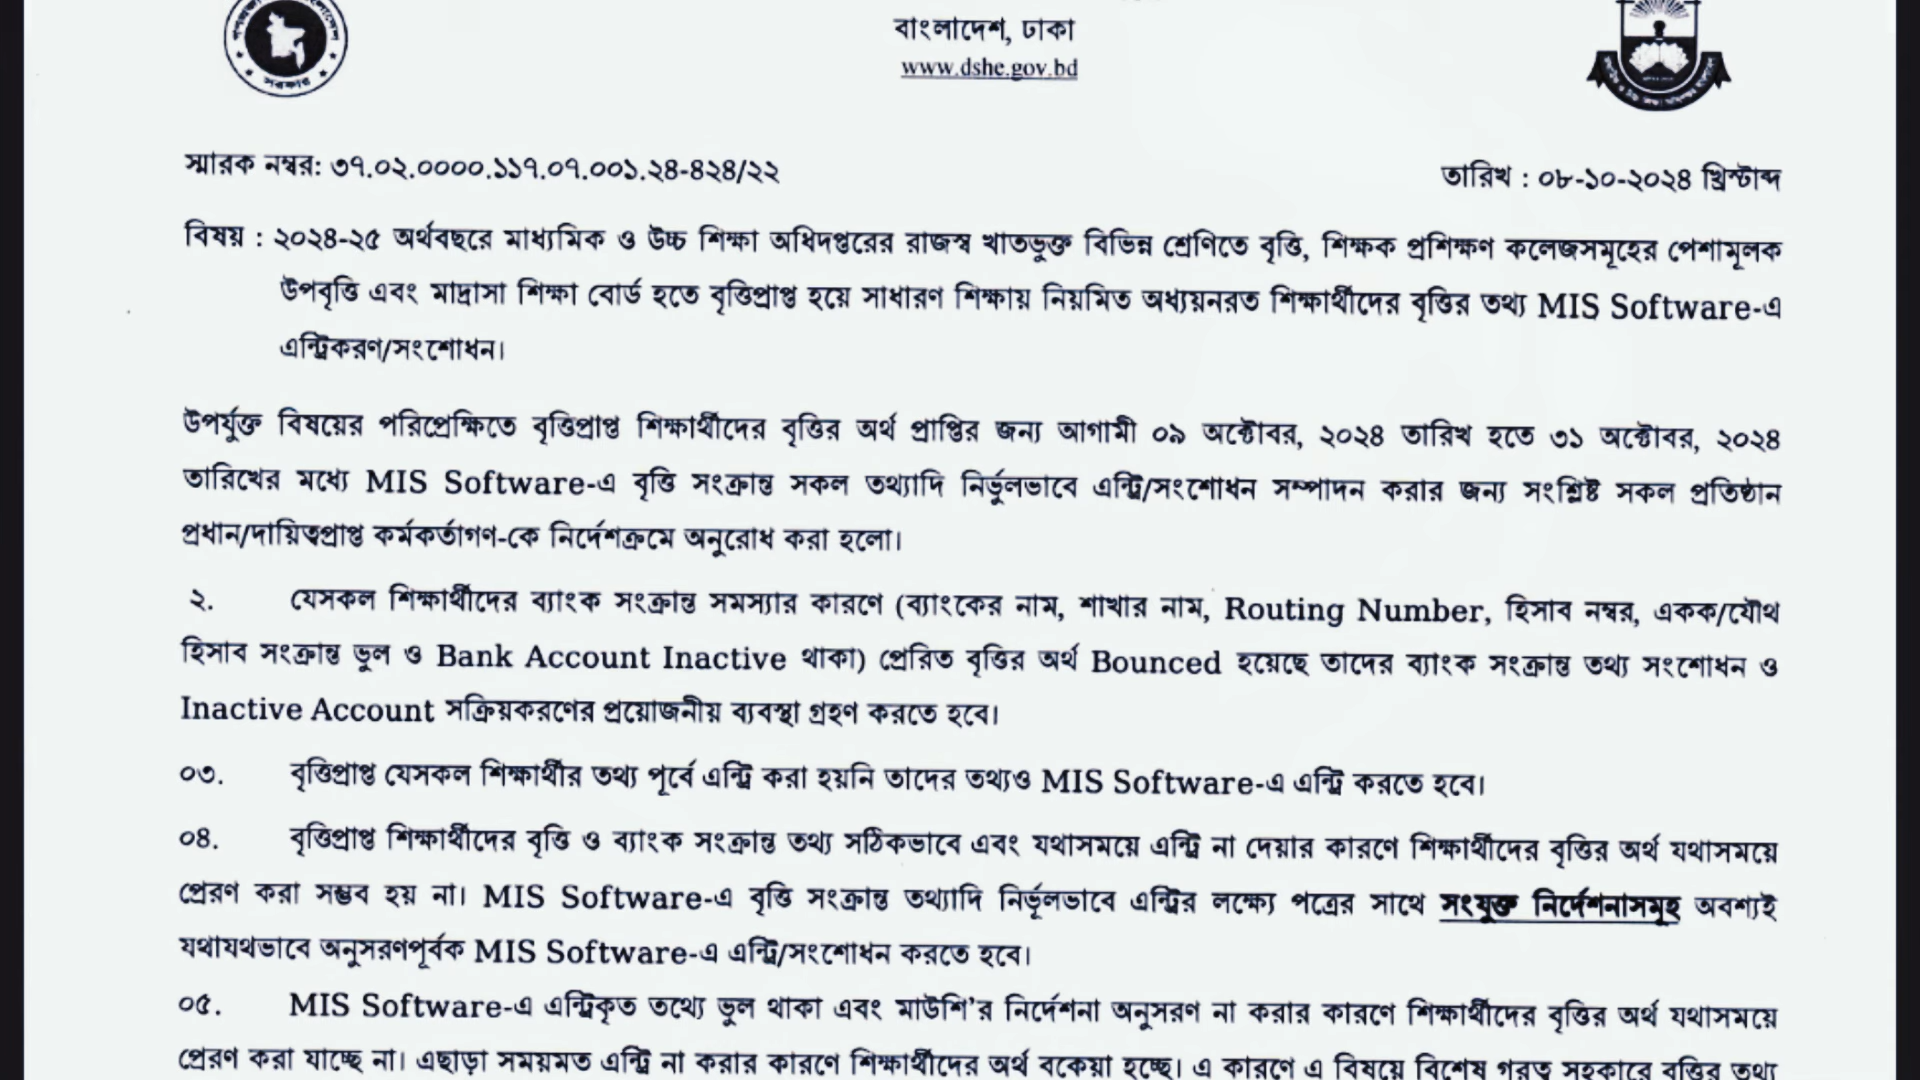 বাংলাদেশ, ঢাকা
www.dshe.gov.bd
সরকার
স্মারক নম্বর: ৩৭.০২.০০০০.১১৭.০৭.০০১.২৪-৪২৪/২২
তারিখ : ০৮-১০-২০২৪ খ্রিস্টাব্দ
বিষয় : ২০২৪-২৫ অর্থবছরে মাধ্যমিক ও উচ্চ শিক্ষা অধিদপ্তরের রাজস্ব খাতভুক্ত বিভিন্ন শ্রেণিতে বৃত্তি, শিক্ষক প্রশিক্ষণ কলেজসমূহের পেশামূলক
উপবৃত্তি এবং মাদ্রাসা শিক্ষা বোর্ড হতে বৃত্তিপ্রাপ্ত হয়ে সাধারণ শিক্ষায় নিয়মিত অধ্যয়নরত শিক্ষার্থীদের বৃত্তির তথ্য MIS Software-এ
এন্ট্রিকরণ/সংশোধন।
উপর্যুক্ত বিষয়ের পরিপ্রেক্ষিতে বৃত্তিপ্রাপ্ত শিক্ষার্থীদের বৃত্তির অর্থ প্রাপ্তির জন্য আগামী ০৯ অক্টোবর, ২০২৪ তারিখ হতে ৩১ অক্টোবর, ২০২৪
তারিখের মধ্যে MIS Software-এ বৃত্তি সংক্রান্ত সকল তথ্যাদি নির্ভুলভাবে এন্ট্রি/সংশোধন সম্পাদন করার জন্য সংশ্লিষ্ট সকল প্রতিষ্ঠান
প্রধান/দায়িত্বপ্রাপ্ত কর্মকর্তাগণ-কে নির্দেশক্রমে অনুরোধ করা হলো।
২. যেসকল শিক্ষার্থীদের ব্যাংক সংক্রান্ত সমস্যার কারণে (ব্যাংকের নাম, শাখার নাম, Routing Number, হিসাব নম্বর, একক/যৌথ
হিসাব সংক্রান্ত ভুল ও Bank Account Inactive থাকা) প্রেরিত বৃত্তির অর্থ Bounced হয়েছে তাদের ব্যাংক সংক্রান্ত তথ্য সংশোধন ও
Inactive Account সক্রিয়করণের প্রয়োজনীয় ব্যবস্থা গ্রহণ করতে হবে।
০৩. বৃত্তিপ্রাপ্ত যেসকল শিক্ষার্থীর তথ্য পূর্বে এন্ট্রি করা হয়নি তাদের তথ্যও MIS Software-এ এন্ট্রি করতে হবে।
০৪. বৃত্তিপ্রাপ্ত শিক্ষার্থীদের বৃত্তি ও ব্যাংক সংক্রান্ত তথ্য সঠিকভাবে এবং যথাসময়ে এন্ট্রি না দেয়ার কারণে শিক্ষার্থীদের বৃত্তির অর্থ যথাসময়ে
প্রেরণ করা সম্ভব হয় না। MIS Software-এ বৃত্তি সংক্রান্ত তথ্যাদি নির্ভূলভাবে এন্ট্রির লক্ষ্যে পত্রের সাথে সংযুক্ত নির্দেশনাসমূহ অবশ্যই
যথাযথভাবে অনুসরণপূর্বক MIS Software-এ এন্ট্রি/সংশোধন করতে হবে।
০৫. MIS Software-এ এন্ট্রিকৃত তথ্যে ভুল থাকা এবং মাউশি'র নির্দেশনা অনুসরণ না করার কারণে শিক্ষার্থীদের বৃত্তির অর্থ যথাসময়ে
প্রেরণ করা যাচ্ছে না। এছাড়া সময়মত এন্ট্রি না করার কারণে শিক্ষার্থীদের অর্থ বকেয়া হচ্ছে। এ কারণে এ বিষয়ে বিশেষ গুরুত্ব সহকারে বৃত্তির তথ্য